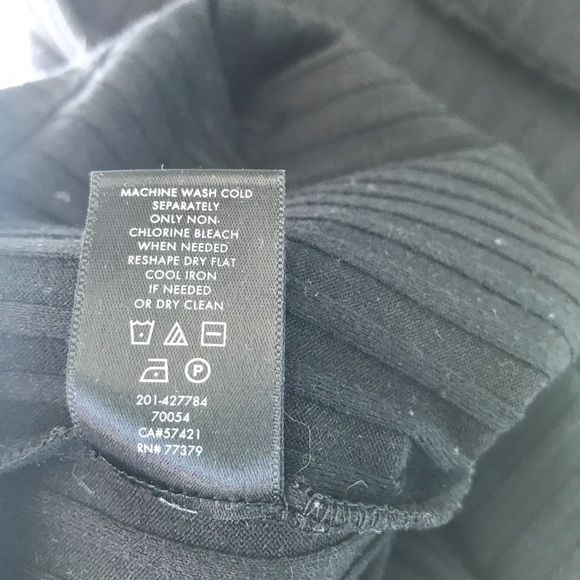 MACHINE WASH COLD
SEPARATELY
ONLY NON-
CHLORINE BLEACH
WHEN NEEDED
RESHAPE DRY FLAT
COOL IRON
IF NEEDED
OR DRY CLEAN
P
201-427784
70054
CA#57421
RN# 77379